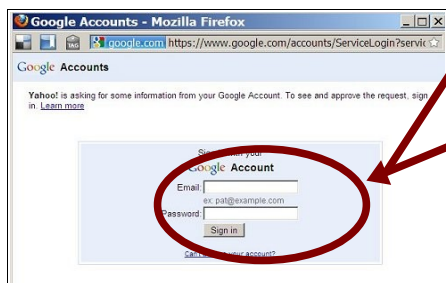 Google Accounts - Mozilla Firefox
google.com https://www.google.com/accounts/ServiceLogin?servic
Google Accounts
Yahoo! is asking for some information from your Google Account. To see and approve the request, sign
in. Learn more
your
Google Account
Email:
ex: pat@example.com
Password:
Sign in
your account?